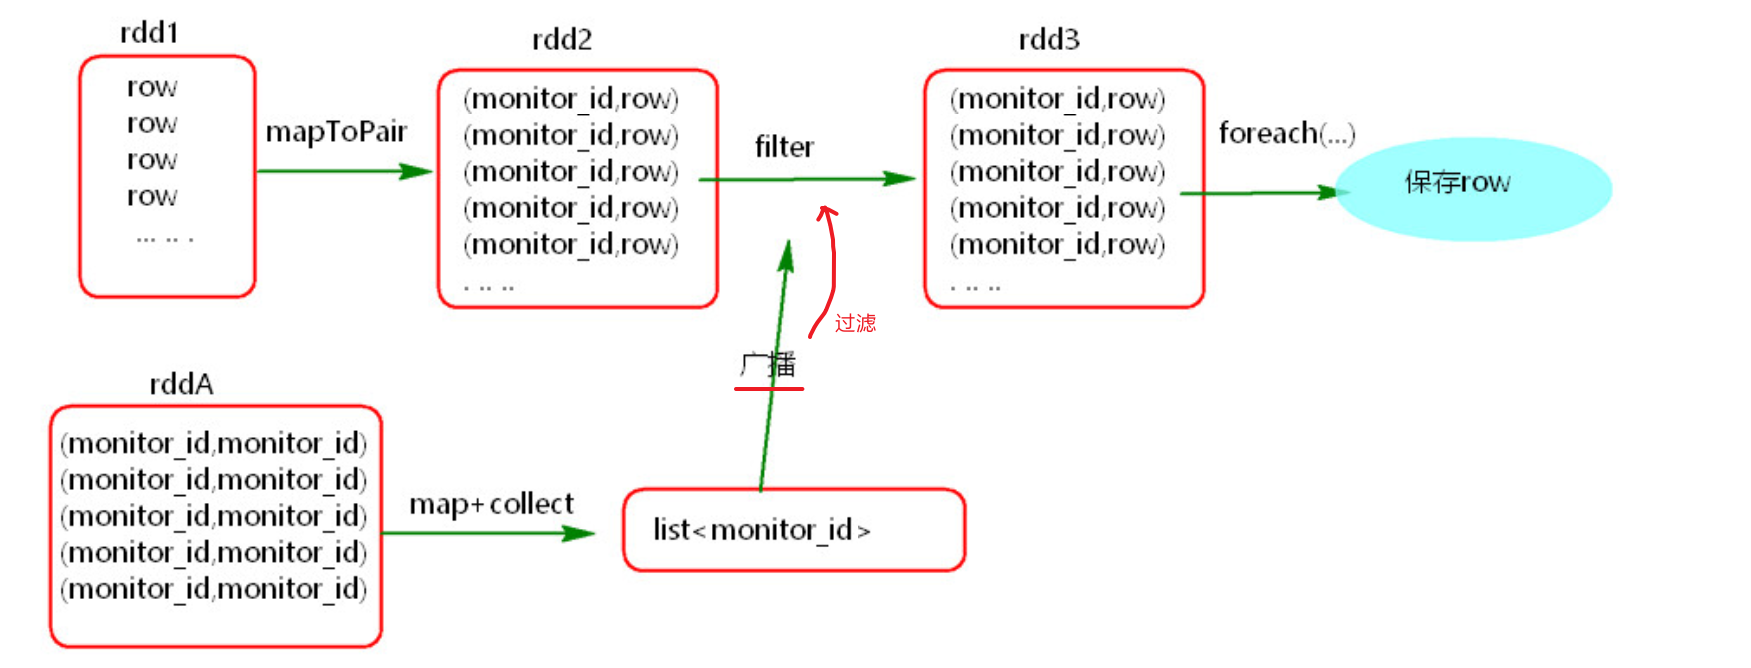 rdd1
row
row
row
row
... .. .
mapToPair
rdd2
(monitor_id,row)
(monitor_id,row)
(monitor_id,row)
(monitor_id,row)
(monitor_id,row)
. .. ..
filter
rdd3
(monitor_id,row)
(monitor_id,row)
(monitor_id,row)
(monitor_id,row)
(monitor_id,row)
. .. ..
foreach(...)
保存row
过滤
广播
rddA
(monitor_id,monitor_id)
(monitor_id,monitor_id)
(monitor_id,monitor_id)
(monitor_id,monitor_id)
(monitor_id,monitor_id)
map+collect
list<monitor_id>